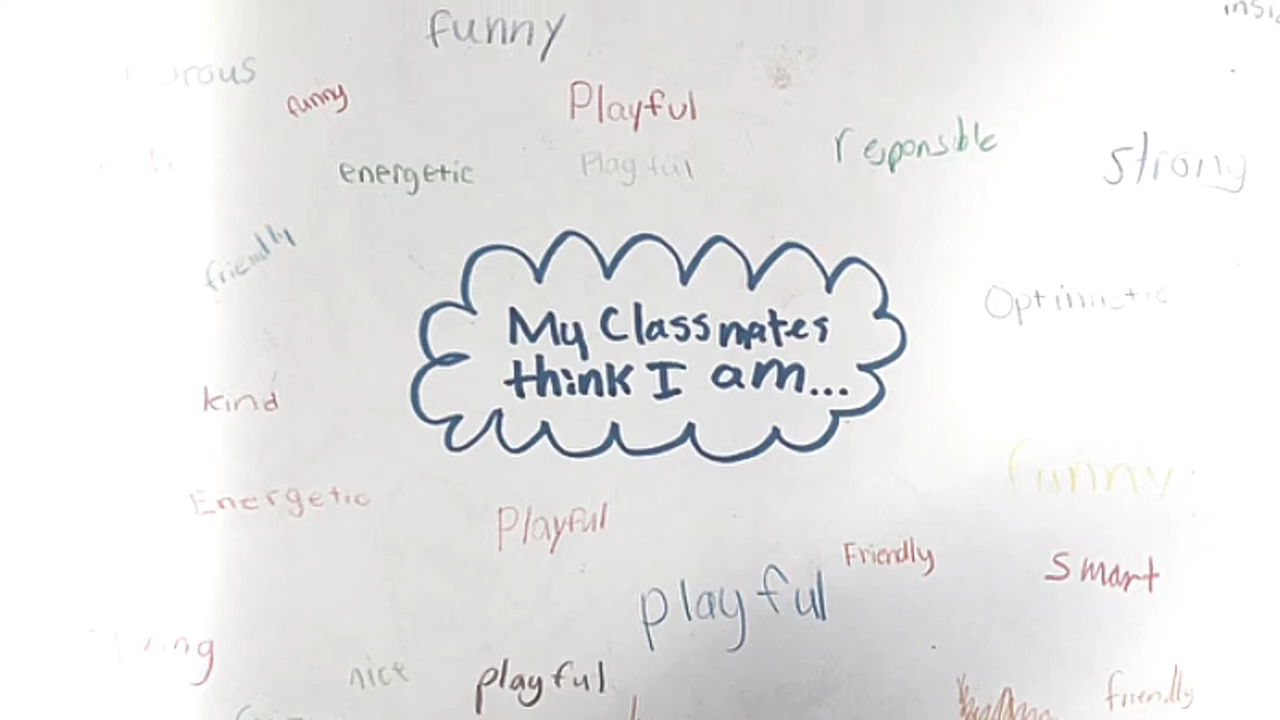 funny
funny
Playful
energetic
Playful
responsible
strong
friendly
Optimistic
My Classmates
think I am...
kind
funny
Energetic
Playful
Friendly
smart
playful
nice
playful
friendly